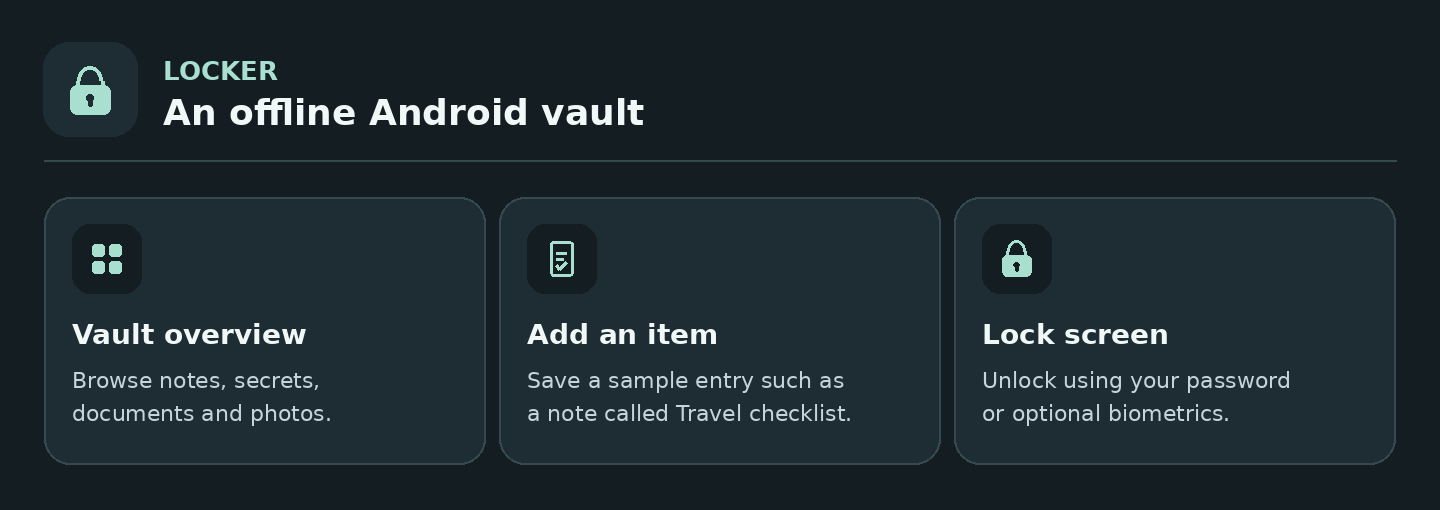 LOCKER
An offline Android vault
Vault overview
Browse notes, secrets,
documents and photos.
Add an item
Save a sample entry such as
a note called Travel checklist.
Lock screen
Unlock using your password
or optional biometrics.